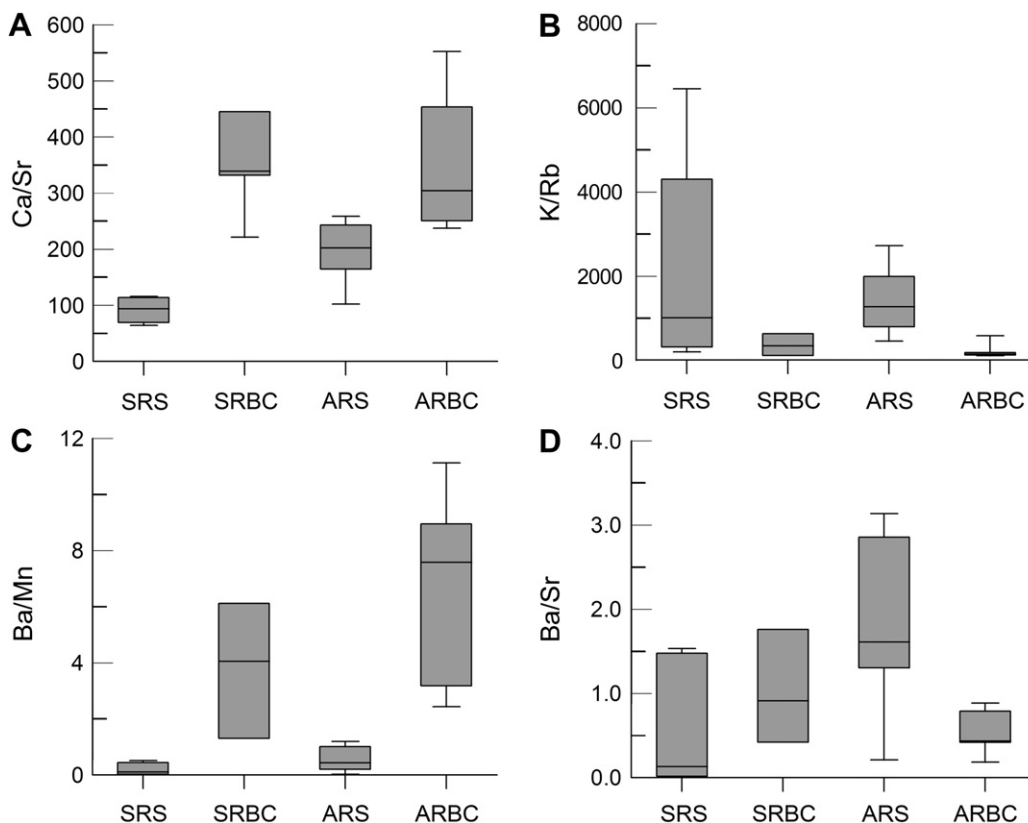 A
600
500
400
300
200
100
0
Ca/Sr
SRS SRBC ARS ARBC
B
8000
6000
4000
2000
0
K/Rb
SRS SRBC ARS ARBC
C
12
8
4
0
Ba/Mn
SRS SRBC ARS ARBC
D
4.0
3.0
2.0
1.0
0.0
Ba/Sr
SRS SRBC ARS ARBC